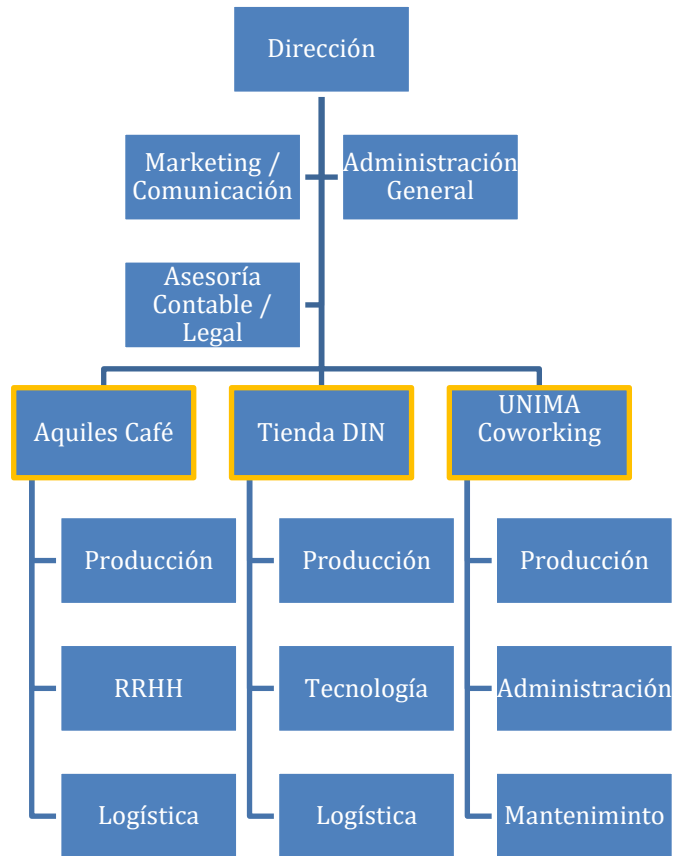 Dirección
Marketing /
Comunicación
Administración
General
Asesoría
Contable /
Legal
Aquiles Café
Tienda DIN
UNIMA
Coworking
Producción
Producción
Producción
RRHH
Tecnología
Administración
Logística
Logística
Manteniminto